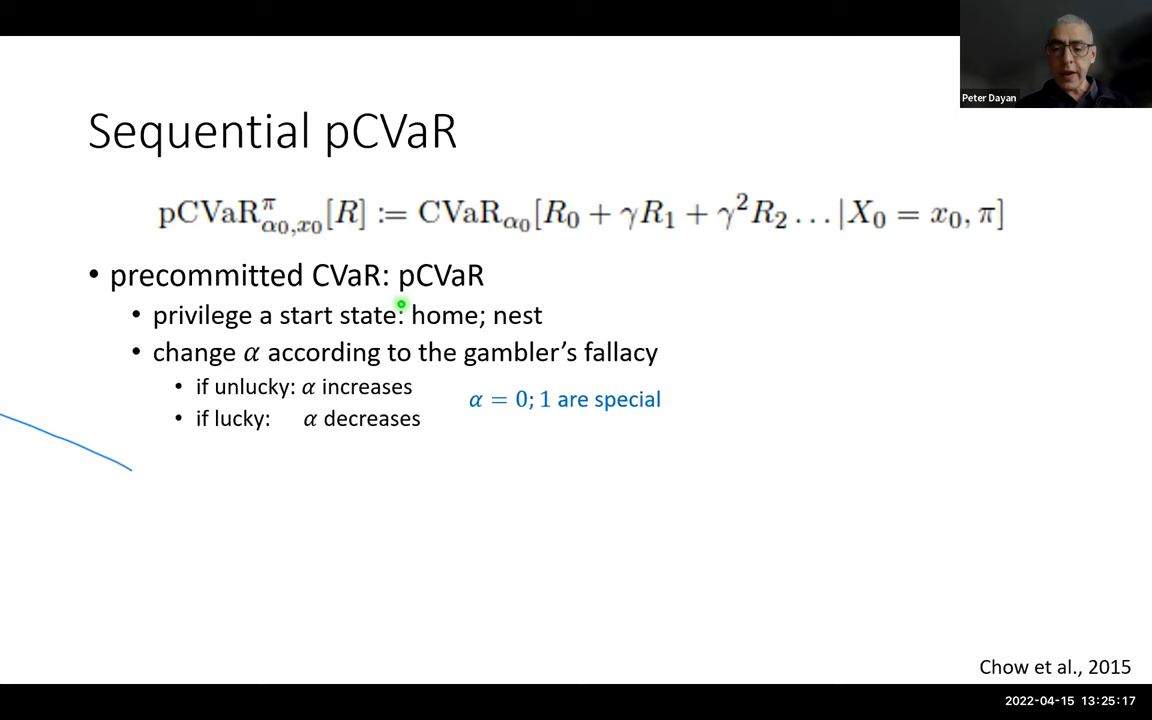 Peter Dayan
Sequential pCVaR
pCVaR^π_{α0,x0}[R] := CVaR_{α0}[R_0 + γR_1 + γ^2R_2 … |X_0 = x_0, π]
• precommitted CVaR: pCVaR
• privilege a start state: home; nest
• change α according to the gambler’s fallacy
• if unlucky: α increases
• if lucky: α decreases
α = 0; 1 are special
Chow et al., 2015
2022-04-15 13:25:17